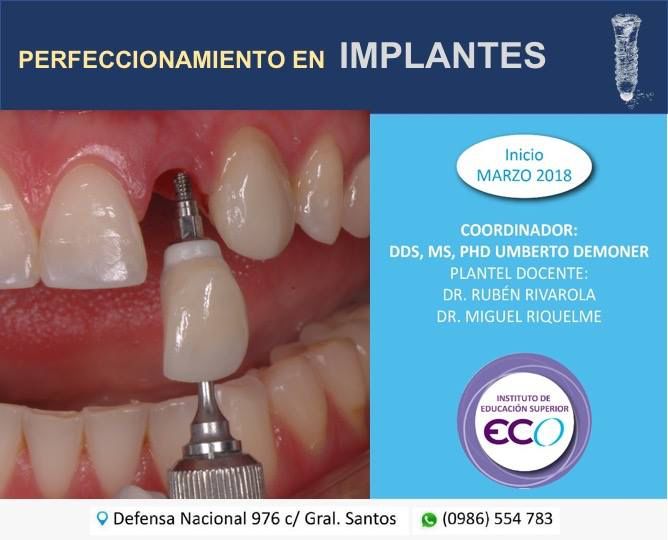 PERFECCIONAMIENTO EN IMPLANTES
Inicio
MARZO 2018
COORDINADOR:
DDS, MS, PHD UMBERTO DEMONER
PLANTEL DOCENTE:
DR. RUBÉN RIVAROLA
DR. MIGUEL RIQUELME
INSTITUTO DE
EDUCACIÓN SUPERIOR
ECO
Defensa Nacional 976 c/ Gral. Santos
(0986) 554 783